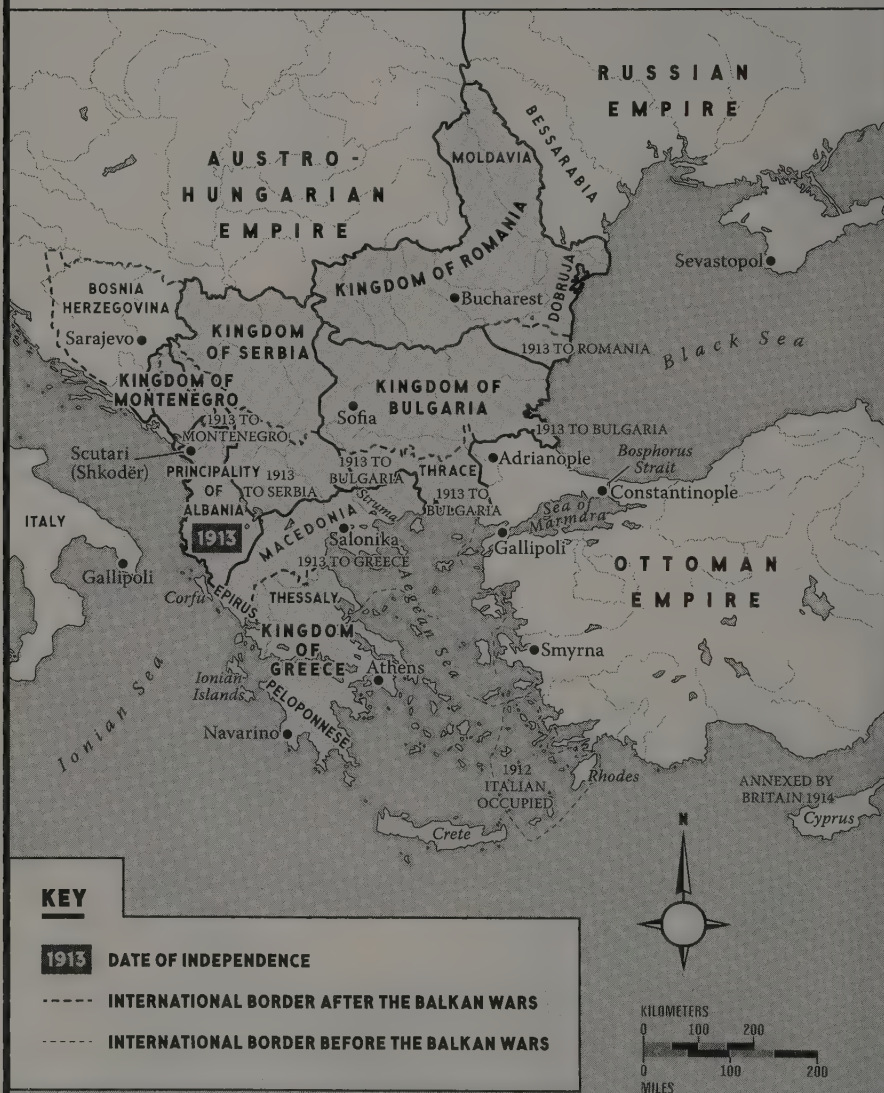 RUSSIAN
EMPIRE
BESSARABIA
MOLDAVIA
AUSTRO-
HUNGARIAN
EMPIRE
KINGDOM OF ROMANIA
Bucharest
DOBRUJA
Sevastopol
Black Sea
1913 TO ROMANIA
BOSNIA
HERZEGOVINA
Sarajevo
KINGDOM
OF SERBIA
KINGDOM OF
MONTENEGRO
1913 TO
MONTENEGRO
KINGDOM OF
BULGARIA
Sofia
1913 TO BULGARIA
Scutari
(Shkodër)
PRINCIPALITY
OF
ALBANIA
1913
1913
TO SERBIA
1913 TO
BULGARIA
Struma
THRACE
1913 TO
BULGARIA
Adrianople
Bosphorus
Strait
Constantinople
Sea of
Marmara
Gallipoli
MACEDONIA
Salonika
1913 TO GREECE
ITALY
Gallipoli
Corfu
EPIRUS
THESSALY
Aegean Sea
OTTOMAN
EMPIRE
KINGDOM
OF
GREECE
Athens
Smyrna
Ionian
Islands
PELOPONNESE
Navarino
Ionian Sea
1912
ITALIAN
OCCUPIED
Rhodes
ANNEXED BY
BRITAIN 1914
Cyprus
Crete
N
KEY
1913 DATE OF INDEPENDENCE
INTERNATIONAL BORDER AFTER THE BALKAN WARS
INTERNATIONAL BORDER BEFORE THE BALKAN WARS
KILOMETERS
0 100 200
0 100 200
MILES